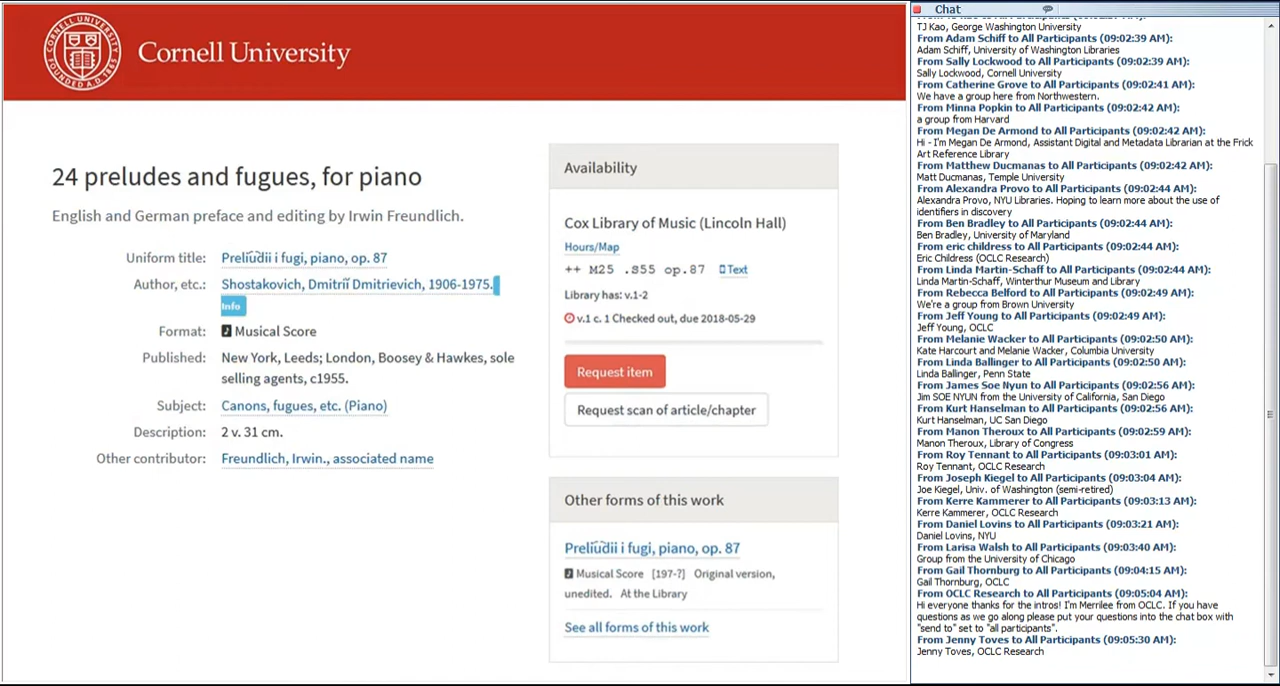 Cornell University
24 preludes and fugues, for piano
English and German preface and editing by Irwin Freundlich.
Uniform title: Preli͡udii i fugi, piano, op. 87
Author, etc.: Shostakovich, Dmitriĭ Dmitrievich, 1906-1975.
Info
Format: Musical Score
Published: New York, Leeds; London, Boosey & Hawkes, sole
selling agents, c1955.
Subject: Canons, fugues, etc. (Piano)
Description: 2 v. 31 cm.
Other contributor: Freundlich, Irwin., associated name
Availability
Cox Library of Music (Lincoln Hall)
Hours/Map
++ M25 .S55 op.87 Text
Library has: v.1-2
v.1 c. 1 Checked out, due 2018-05-29
Request item
Request scan of article/chapter
Other forms of this work
Preli͡udii i fugi, piano, op. 87
Musical Score [197-?] Original version,
unedited. At the Library
See all forms of this work
Chat
TJ Kao, George Washington University
From Adam Schiff to All Participants (09:02:39 AM):
Adam Schiff, University of Washington Libraries
From Sally Lockwood to All Participants (09:02:39 AM):
Sally Lockwood, Cornell University
From Catherine Grove to All Participants (09:02:41 AM):
We have a group here from Northwestern.
From Minna Popkin to All Participants (09:02:42 AM):
a group from Harvard
From Megan De Armond to All Participants (09:02:42 AM):
Hi - I'm Megan De Armond, Assistant Digital and Metadata Librarian at the Frick
Art Reference Library
From Matthew Ducmanas to All Participants (09:02:42 AM):
Matt Ducmanas, Temple University
From Alexandra Provo to All Participants (09:02:44 AM):
Alexandra Provo, NYU Libraries. Hoping to learn more about the use of
identifiers in discovery
From Ben Bradley to All Participants (09:02:44 AM):
Ben Bradley, University of Maryland
From eric childress to All Participants (09:02:44 AM):
Eric Childress (OCLC Research)
From Linda Martin-Schaff to All Participants (09:02:44 AM):
Linda Martin-Schaff, Winterthur Museum and Library
From Rebecca Belford to All Participants (09:02:49 AM):
We're a group from Brown University
From Jeff Young to All Participants (09:02:49 AM):
Jeff Young, OCLC
From Melanie Wacker to All Participants (09:02:50 AM):
Kate Harcourt and Melanie Wacker, Columbia University
From Linda Ballinger to All Participants (09:02:50 AM):
Linda Ballinger, Penn State
From James Soe Nyun to All Participants (09:02:56 AM):
Jim SOE NYUN from the University of California, San Diego
From Kurt Hanselman to All Participants (09:02:56 AM):
Kurt Hanselman, UC San Diego
From Manon Theroux to All Participants (09:02:59 AM):
Manon Theroux, Library of Congress
From Roy Tennant to All Participants (09:03:01 AM):
Roy Tennant, OCLC Research
From Joseph Kiegel to All Participants (09:03:04 AM):
Joe Kiegel, Univ. of Washington (semi-retired)
From Kerre Kammerer to All Participants (09:03:13 AM):
Kerre Kammerer, OCLC Research
From Daniel Lovins to All Participants (09:03:21 AM):
Daniel Lovins, NYU
From Larisa Walsh to All Participants (09:03:40 AM):
Group from the University of Chicago
From Gail Thornburg to All Participants (09:04:15 AM):
Gail Thornburg, OCLC
From OCLC Research to All Participants (09:05:04 AM):
Hi everyone thanks for the intros! I'm Merrilee from OCLC. If you have
questions as we go along please put your questions into the chat box with
"send to" set to "all participants".
From Jenny Toves to All Participants (09:05:30 AM):
Jenny Toves, OCLC Research